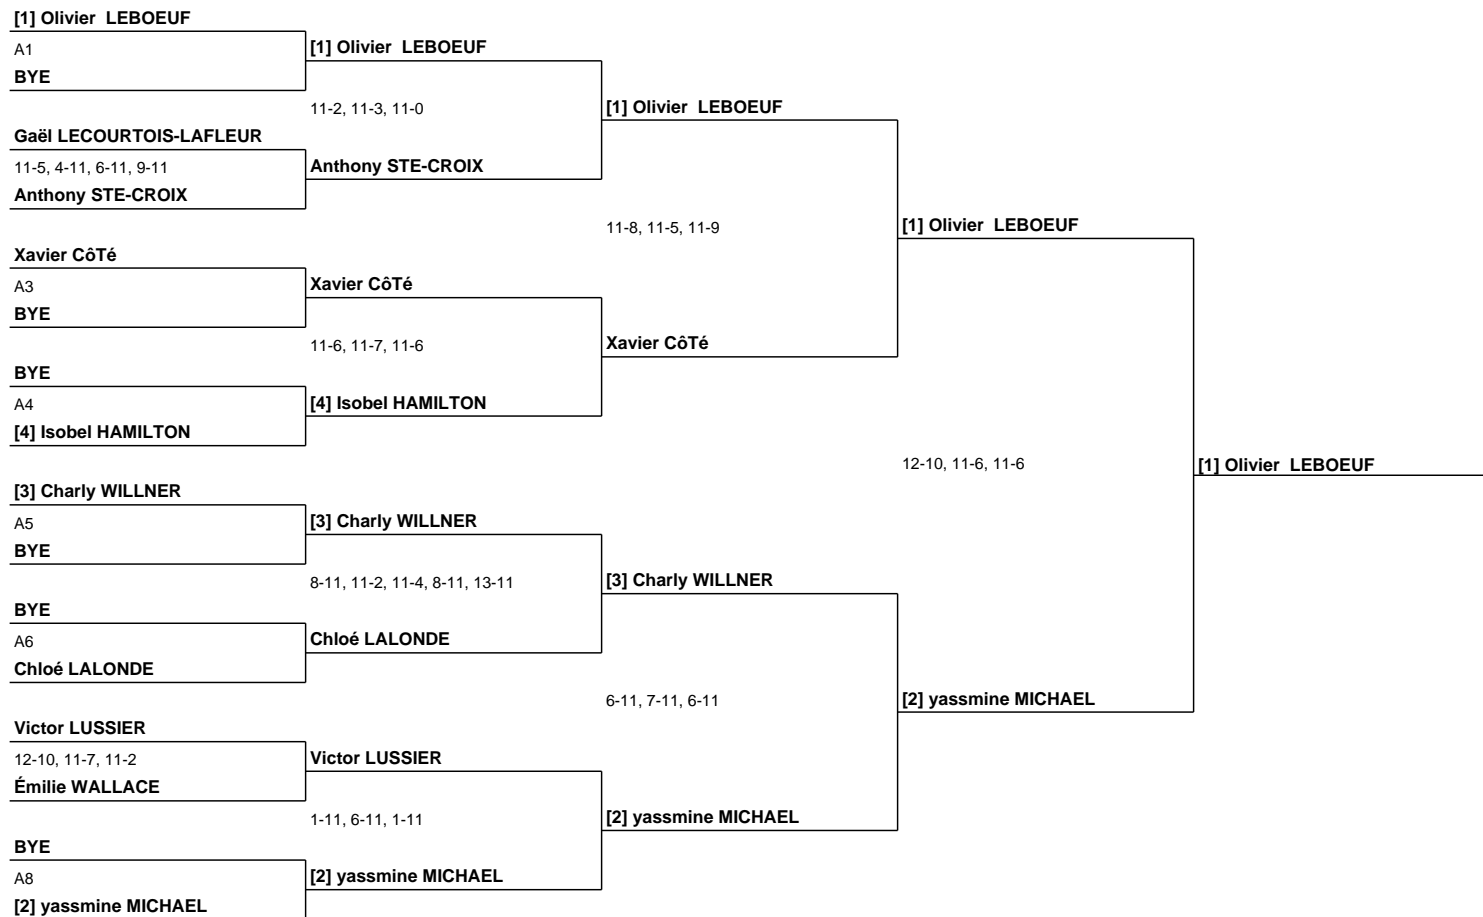 [1] Olivier  LEBOEUF
A1
BYE
Gaël LECOURTOIS-LAFLEUR
11-5, 4-11, 6-11, 9-11
Anthony STE-CROIX
Xavier CôTé
A3
BYE
BYE
A4
[4] Isobel HAMILTON
[3] Charly WILLNER
A5
BYE
BYE
A6
Chloé LALONDE
Victor LUSSIER
12-10, 11-7, 11-2
Émilie WALLACE
BYE
A8
[2] yassmine MICHAEL
[1] Olivier  LEBOEUF
11-2, 11-3, 11-0
Anthony STE-CROIX
Xavier CôTé
11-6, 11-7, 11-6
[4] Isobel HAMILTON
[3] Charly WILLNER
8-11, 11-2, 11-4, 8-11, 13-11
Chloé LALONDE
Victor LUSSIER
1-11, 6-11, 1-11
[2] yassmine MICHAEL
[1] Olivier  LEBOEUF
11-8, 11-5, 11-9
Xavier CôTé
[3] Charly WILLNER
6-11, 7-11, 6-11
[2] yassmine MICHAEL
[1] Olivier  LEBOEUF
12-10, 11-6, 11-6
[2] yassmine MICHAEL
[1] Olivier  LEBOEUF